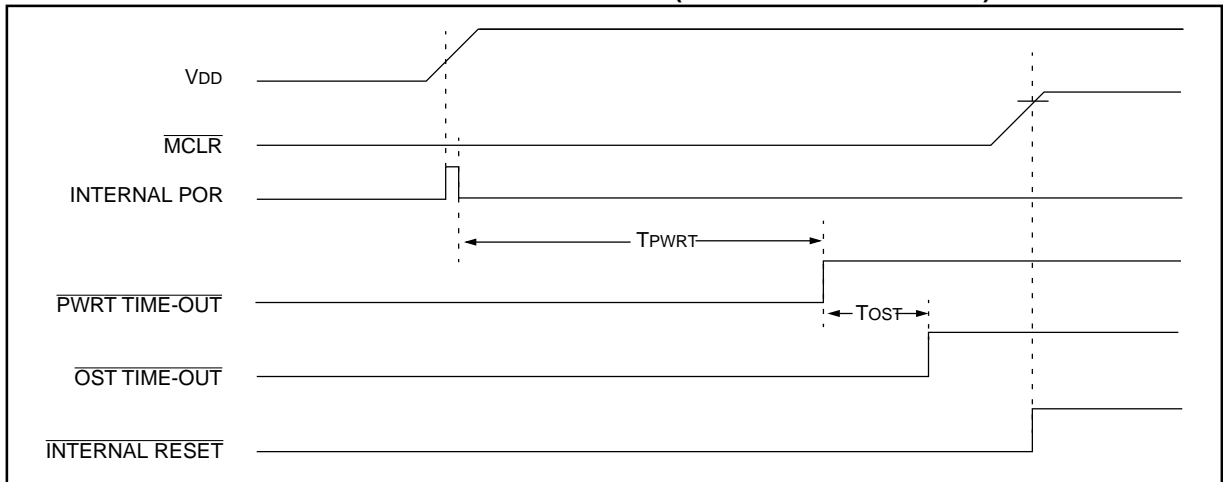 VDD
MCLR
INTERNAL POR
TPWRT
PWRT TIME-OUT
TOST
OST TIME-OUT
INTERNAL RESET